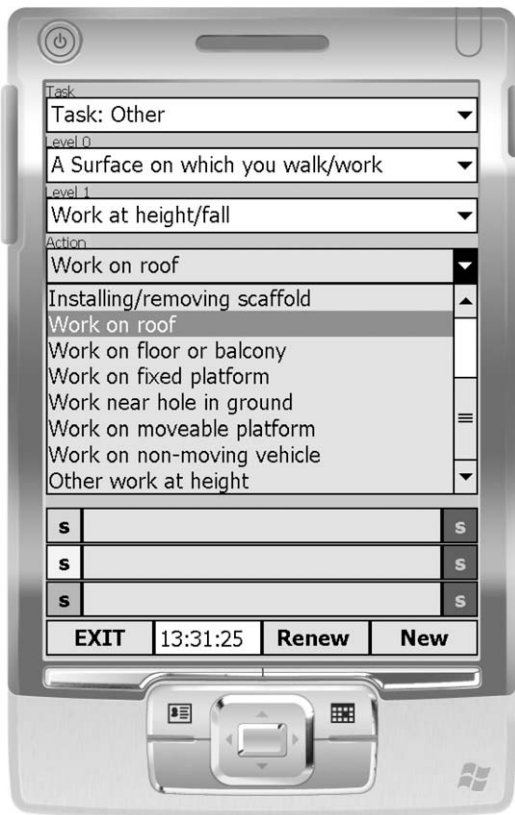 Task
Task: Other
Level 0
A Surface on which you walk/work
Level 1
Work at height/fall
Action
Work on roof
Installing/removing scaffold
Work on roof
Work on floor or balcony
Work on fixed platform
Work near hole in ground
Work on moveable platform
Work on non-moving vehicle
Other work at height
s s
s s
s s
EXIT 13:31:25 Renew New